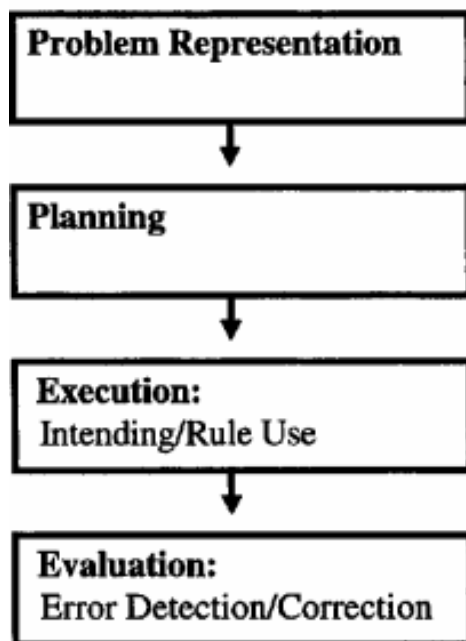 Problem Representation
Planning
Execution:
Intending/Rule Use
Evaluation:
Error Detection/Correction